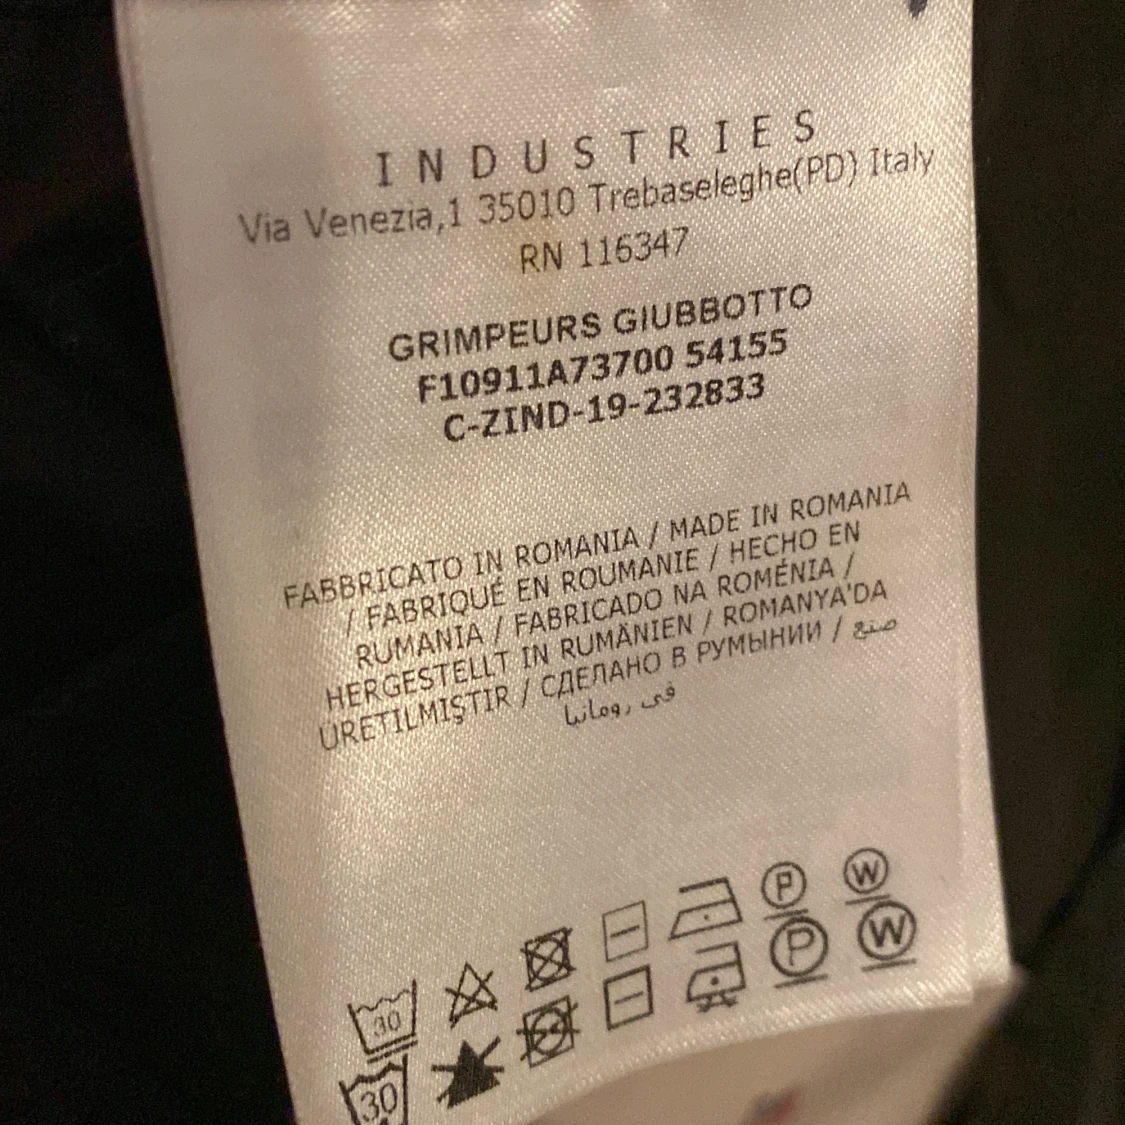 INDUSTRIES
Via Venezia,1 35010 Trebaseleghe(PD) Italy
RN 116347
GRIMPEURS GIUBBOTTO
F10911A73700 54155
C-ZIND-19-232833
FABBRICATO IN ROMANIA / MADE IN ROMANIA
/ FABRIQUÉ EN ROUMANIE / HECHO EN
RUMANIA / FABRICADO NA ROMÉNIA /
HERGESTELLT IN RUMÄNIEN / ROMANYA'DA
ÜRETILMIŞTIR / СДЕЛАНО В РУМЫНИИ / صنع
في رومانيا
30 P W
30 P W